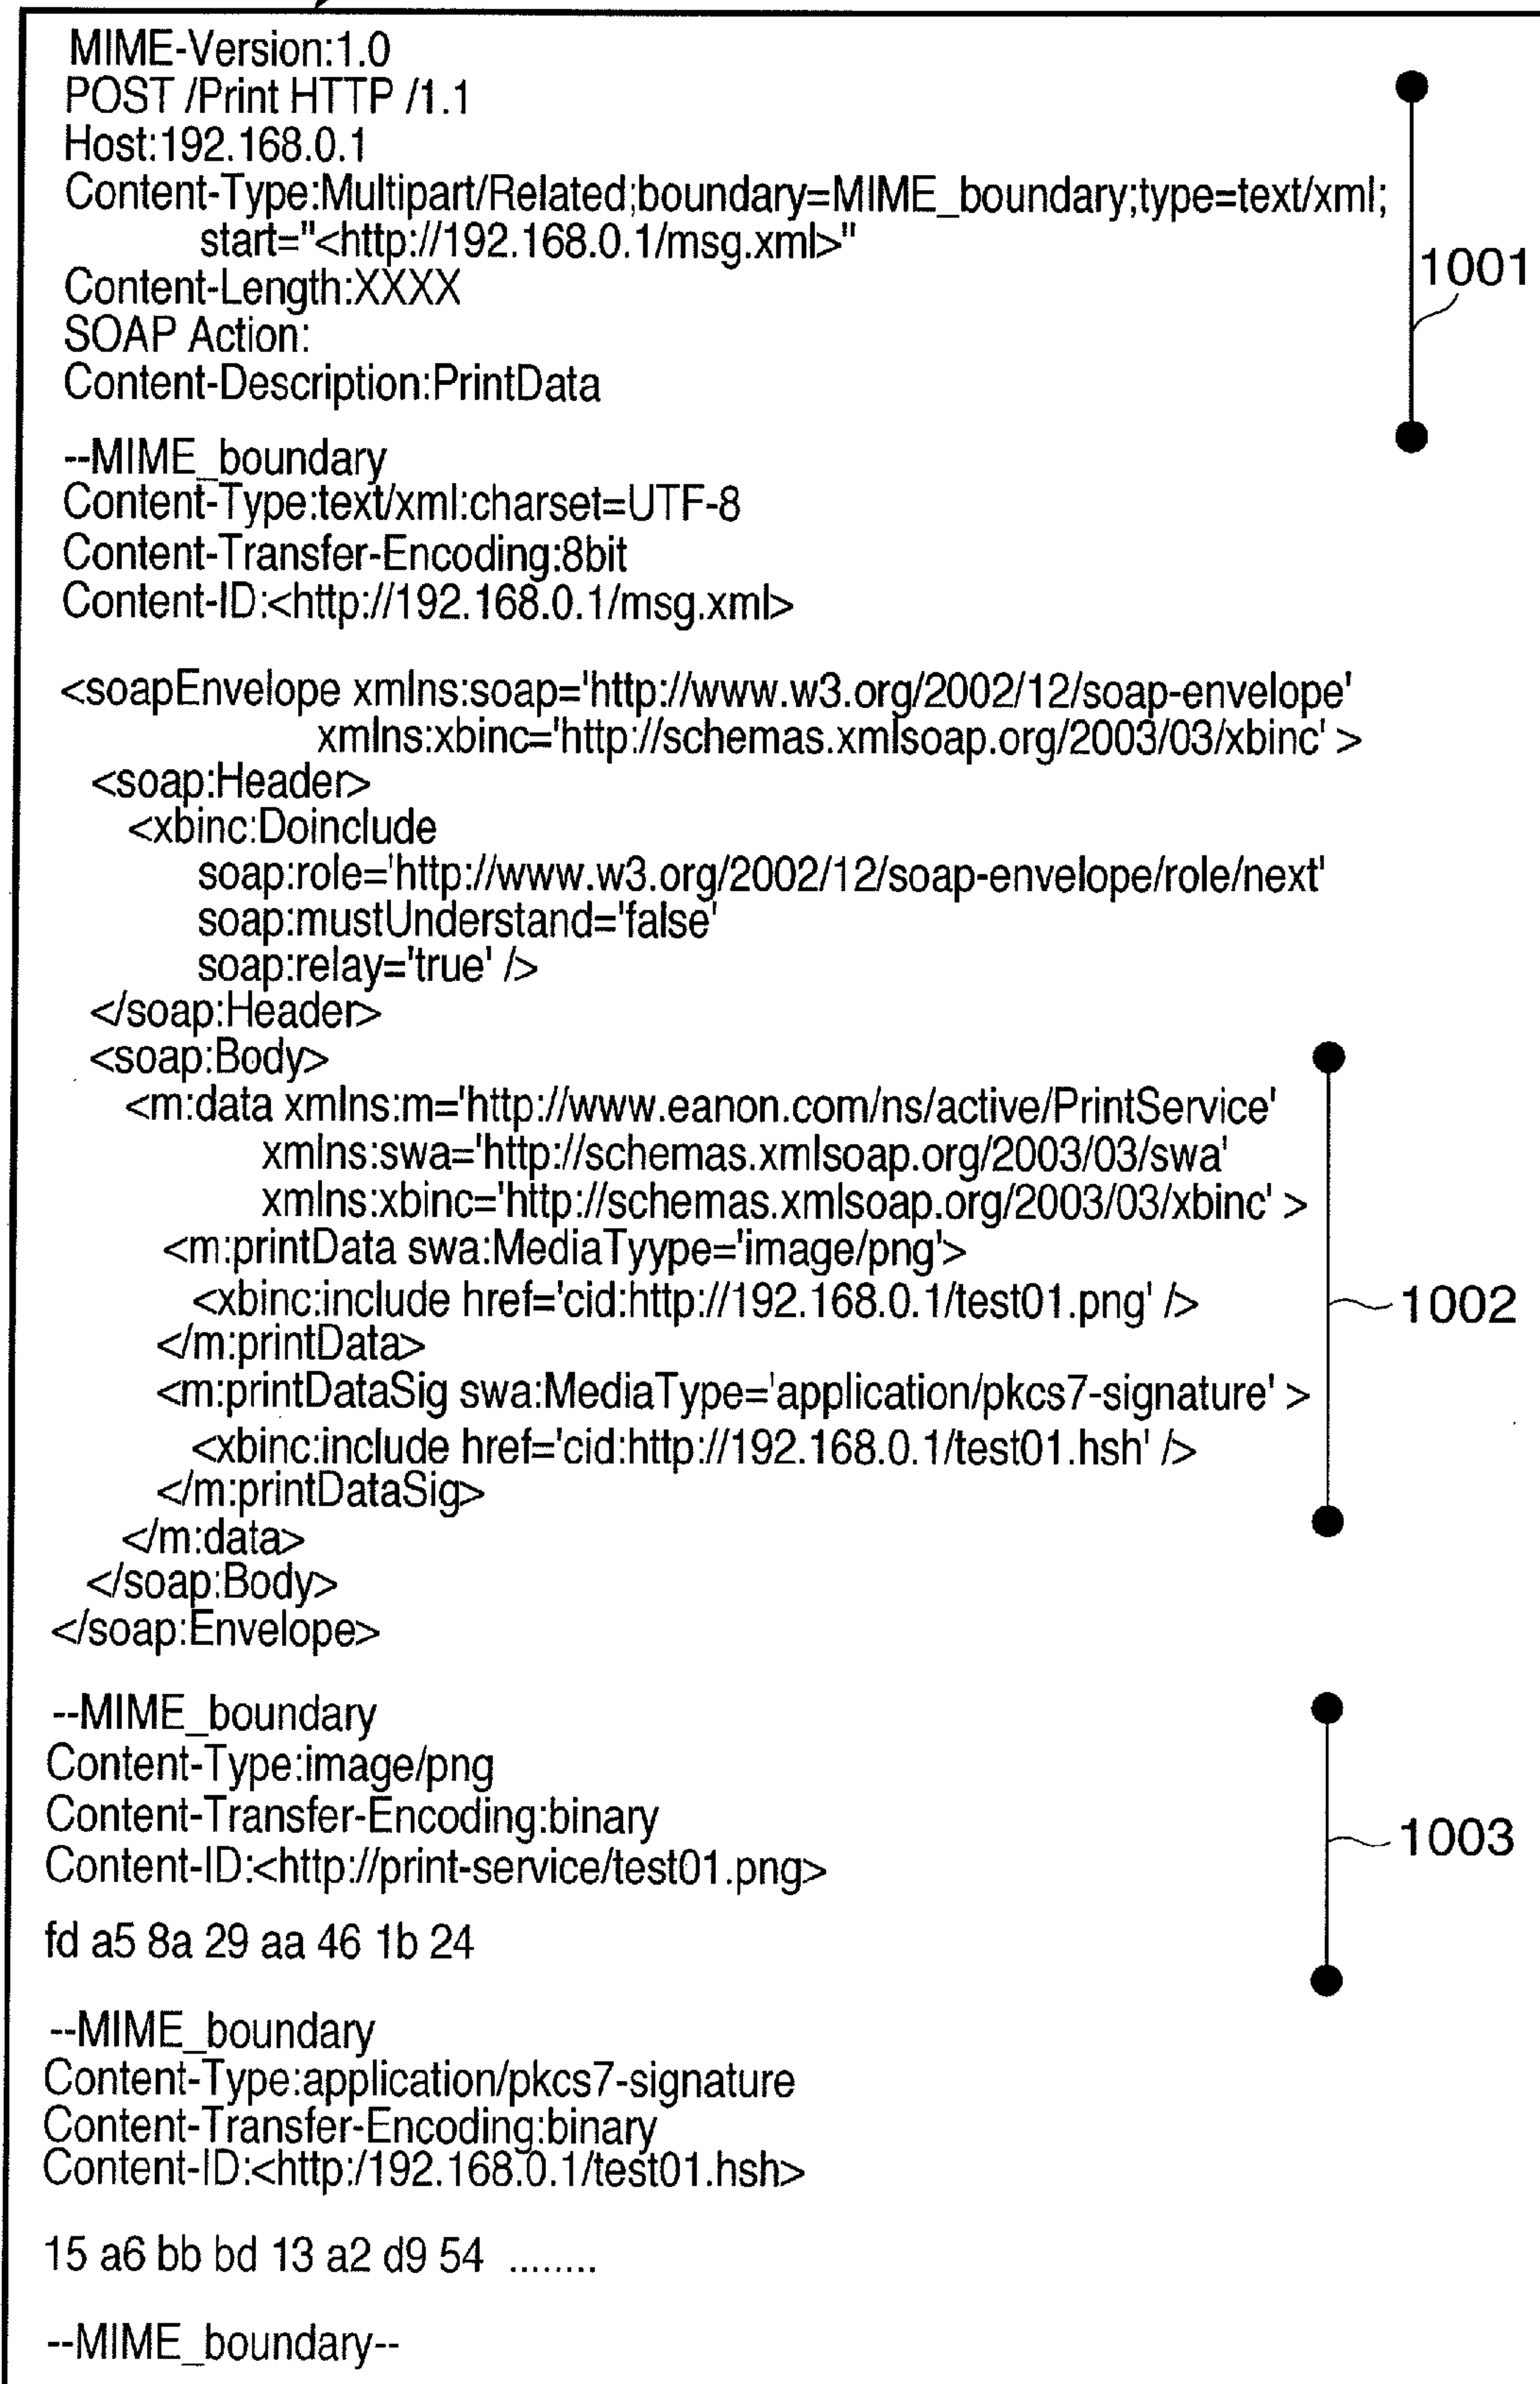 MIME-Version:1.0
POST /Print HTTP /1.1
Host:192.168.0.1
Content-Type:Multipart/Related;boundary=MIME_boundary;type=text/xml;
start="<http://192.168.0.1/msg.xml>"
Content-Length:XXXX
SOAP Action:
Content-Description:PrintData
1001
--MIME_boundary
Content-Type:text/xml:charset=UTF-8
Content-Transfer-Encoding:8bit
Content-ID:<http://192.168.0.1/msg.xml>
<soapEnvelope xmlns:soap='http://www.w3.org/2002/12/soap-envelope'
xmlns:xbinc='http://schemas.xmlsoap.org/2003/03/xbinc' >
<soap:Header>
<xbinc:Doinclude
soap:role='http://www.w3.org/2002/12/soap-envelope/role/next'
soap:mustUnderstand='false'
soap:relay='true' />
</soap:Header>
<soap:Body>
<m:data xmlns:m='http://www.eanon.com/ns/active/PrintService'
xmlns:swa='http://schemas.xmlsoap.org/2003/03/swa'
xmlns:xbinc='http://schemas.xmlsoap.org/2003/03/xbinc' >
<m:printData swa:MediaTyype='image/png'>
<xbinc:include href='cid:http://192.168.0.1/test01.png' />
</m:printData>
<m:printDataSig swa:MediaType='application/pkcs7-signature' >
<xbinc:include href='cid:http://192.168.0.1/test01.hsh' />
</m:printDataSig>
</m:data>
1002
</soap:Body>
</soap:Envelope>
--MIME_boundary
Content-Type:image/png
Content-Transfer-Encoding:binary
Content-ID:<http://print-service/test01.png>
fd a5 8a 29 aa 46 1b 24
1003
--MIME_boundary
Content-Type:application/pkcs7-signature
Content-Transfer-Encoding:binary
Content-ID:<http:/192.168.0.1/test01.hsh>
15 a6 bb bd 13 a2 d9 54 ........
--MIME_boundary--